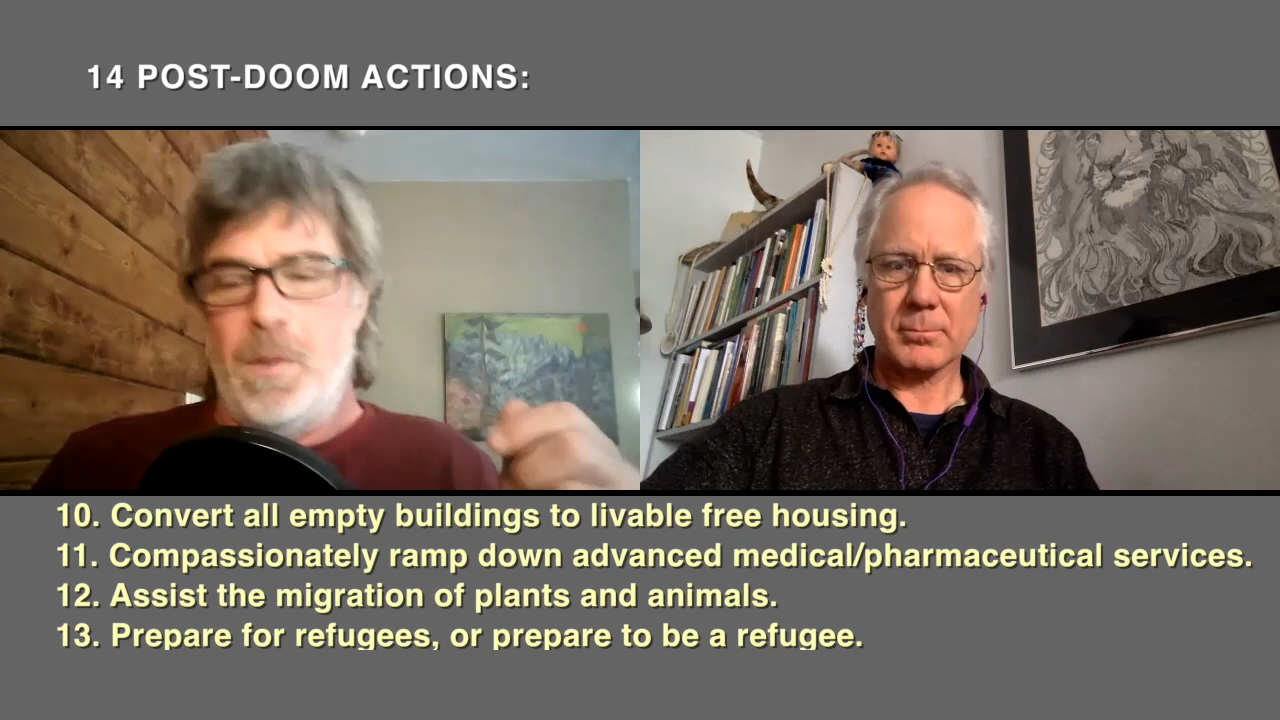 14 POST-DOOM ACTIONS:
10. Convert all empty buildings to livable free housing.
11. Compassionately ramp down advanced medical/pharmaceutical services.
12. Assist the migration of plants and animals.
13. Prepare for refugees, or prepare to be a refugee.